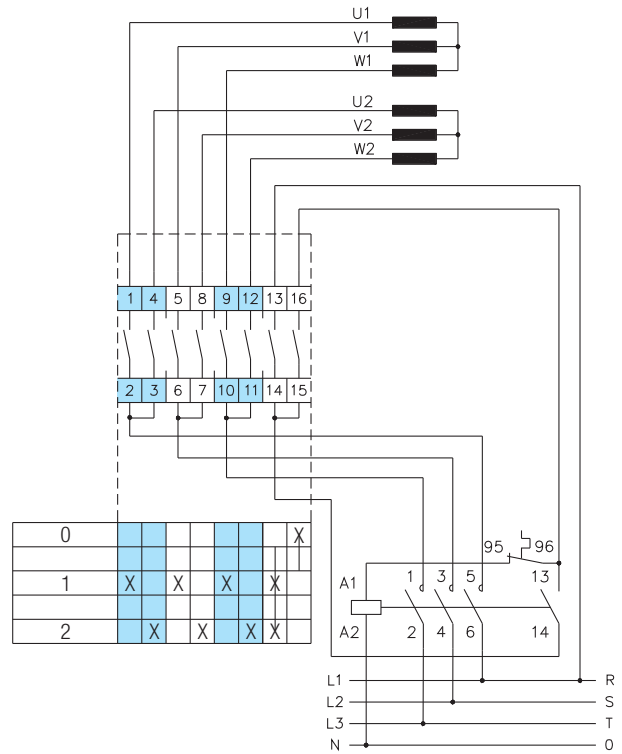 U1
V1
W1
U2
V2
W2
1 4 5 8 9 12 13 16
2 3 6 7 10 11 14 15
0 X
1 X X X X
2 X X X X
95 96
A1 1 3 5 13
A2 2 4 6 14
L1 R
L2 S
L3 T
N 0